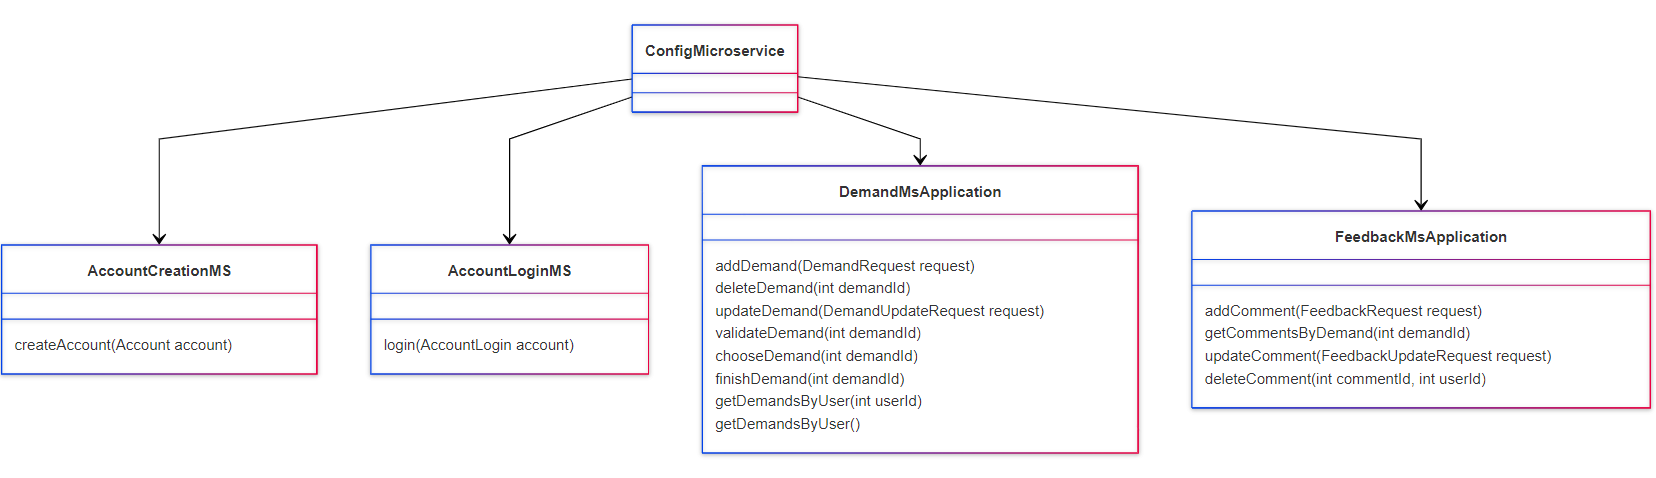 ConfigMicroservice
AccountCreationMS
createAccount(Account account)
AccountLoginMS
login(AccountLogin account)
DemandMsApplication
addDemand(DemandRequest request)
deleteDemand(int demandId)
updateDemand(DemandUpdateRequest request)
validateDemand(int demandId)
chooseDemand(int demandId)
finishDemand(int demandId)
getDemandsByUser(int userId)
getDemandsByUser()
FeedbackMsApplication
addComment(FeedbackRequest request)
getCommentsByDemand(int demandId)
updateComment(FeedbackUpdateRequest request)
deleteComment(int commentId, int userId)